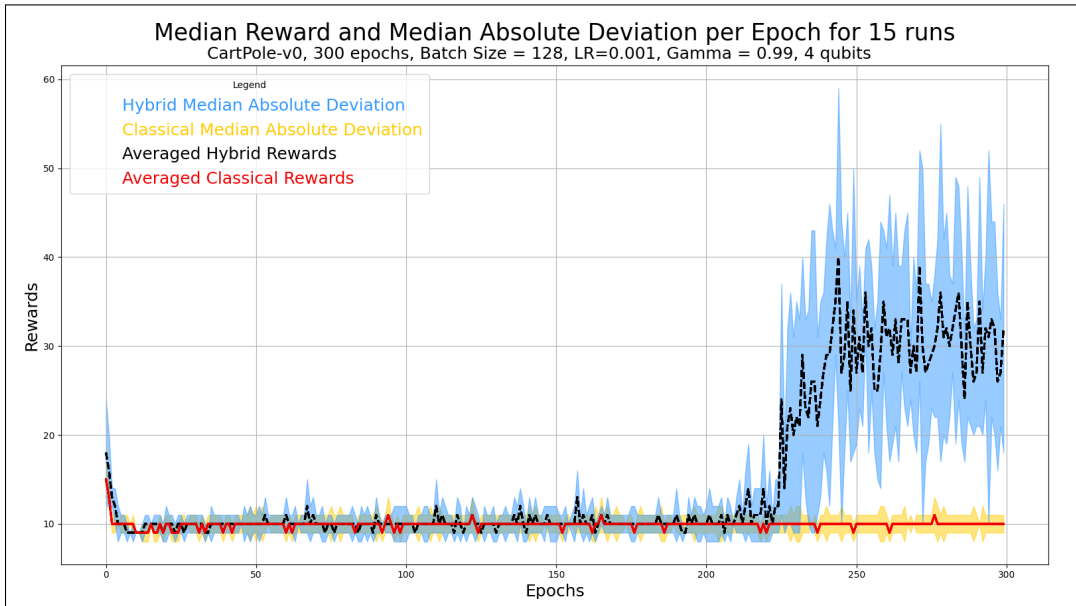 Median Reward and Median Absolute Deviation per Epoch for 15 runs
CartPole-v0, 300 epochs, Batch Size = 128, LR=0.001, Gamma = 0.99, 4 qubits
Legend
Hybrid Median Absolute Deviation
Classical Median Absolute Deviation
Averaged Hybrid Rewards
Averaged Classical Rewards
Rewards
60
50
40
30
20
10
0 50 100 150 200 250 300
Epochs